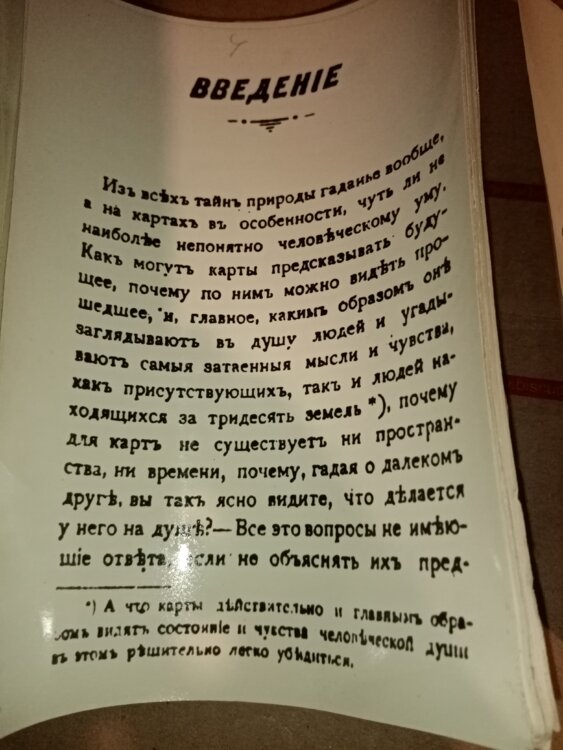 ВВЕДЕНІЕ
Изъ всѣхъ тайнъ природы гаданье вообще,
а на картахъ въ особенности, чуть ли не
наиболѣе непонятно человѣческому уму.
Какъ могутъ карты предсказывать буду-
щее, почему по нимъ можно видѣть про-
шедшее, и, главное, какимъ образомъ онѣ
заглядываютъ въ душу людей и угады-
ваютъ самыя затаенныя мысли и чувства,
какъ присутствующихъ, такъ и людей на-
ходящихся за тридесять земель *), почему
для картъ не существуетъ ни простран-
ства, ни времени, почему, гадая о далекомъ
другѣ, вы такъ ясно видите, что дѣлается
у него на душѣ?— Все это вопросы не имѣю-
щіе отвѣта, если не объяснять ихъ пред-
*) А что карты дѣйствительно и главнымъ обра-
зомъ видятъ состояніе и чувства человѣческой души
въ этомъ рѣшительно легко убѣдиться.